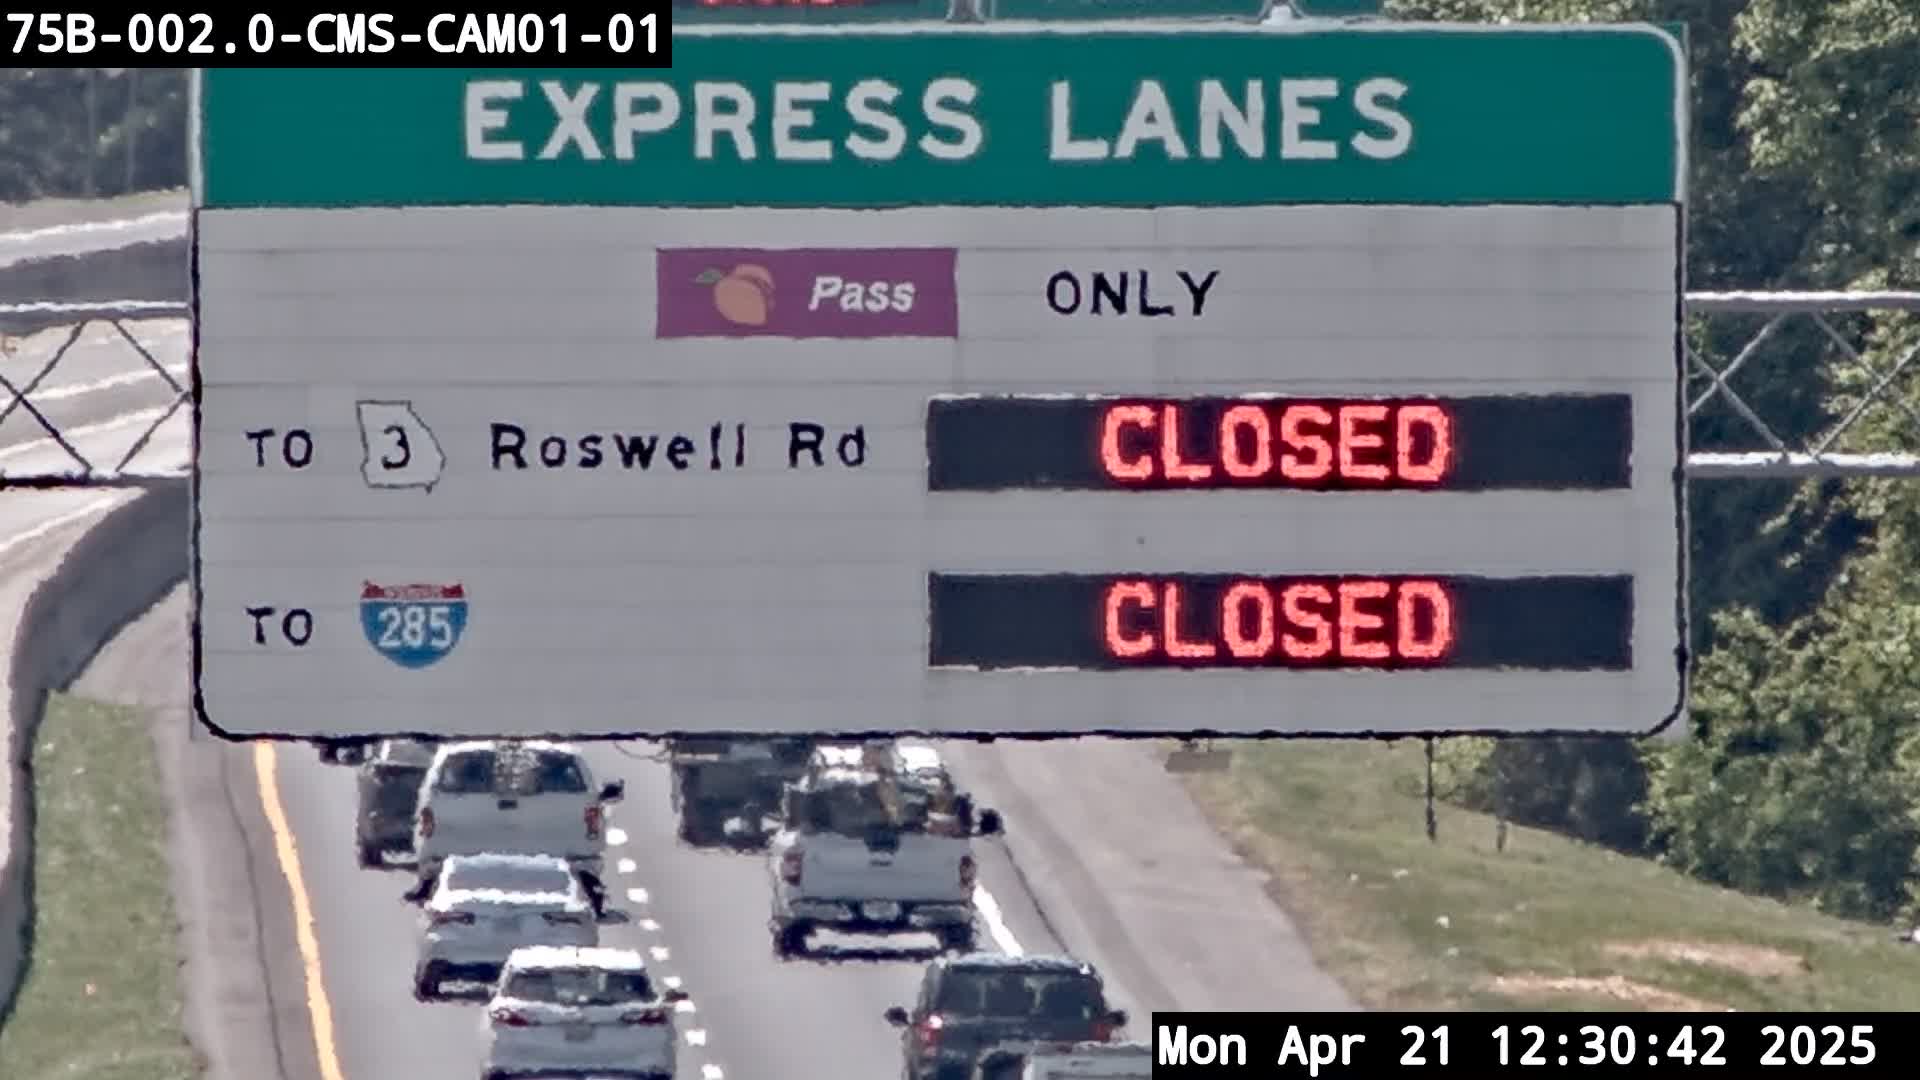 75B-002.0-CMS-CAM01-01
EXPRESS LANES
Pass ONLY
TO 3 Roswell Rd CLOSED
TO 285 CLOSED
Mon Apr 21 12:30:42 2025